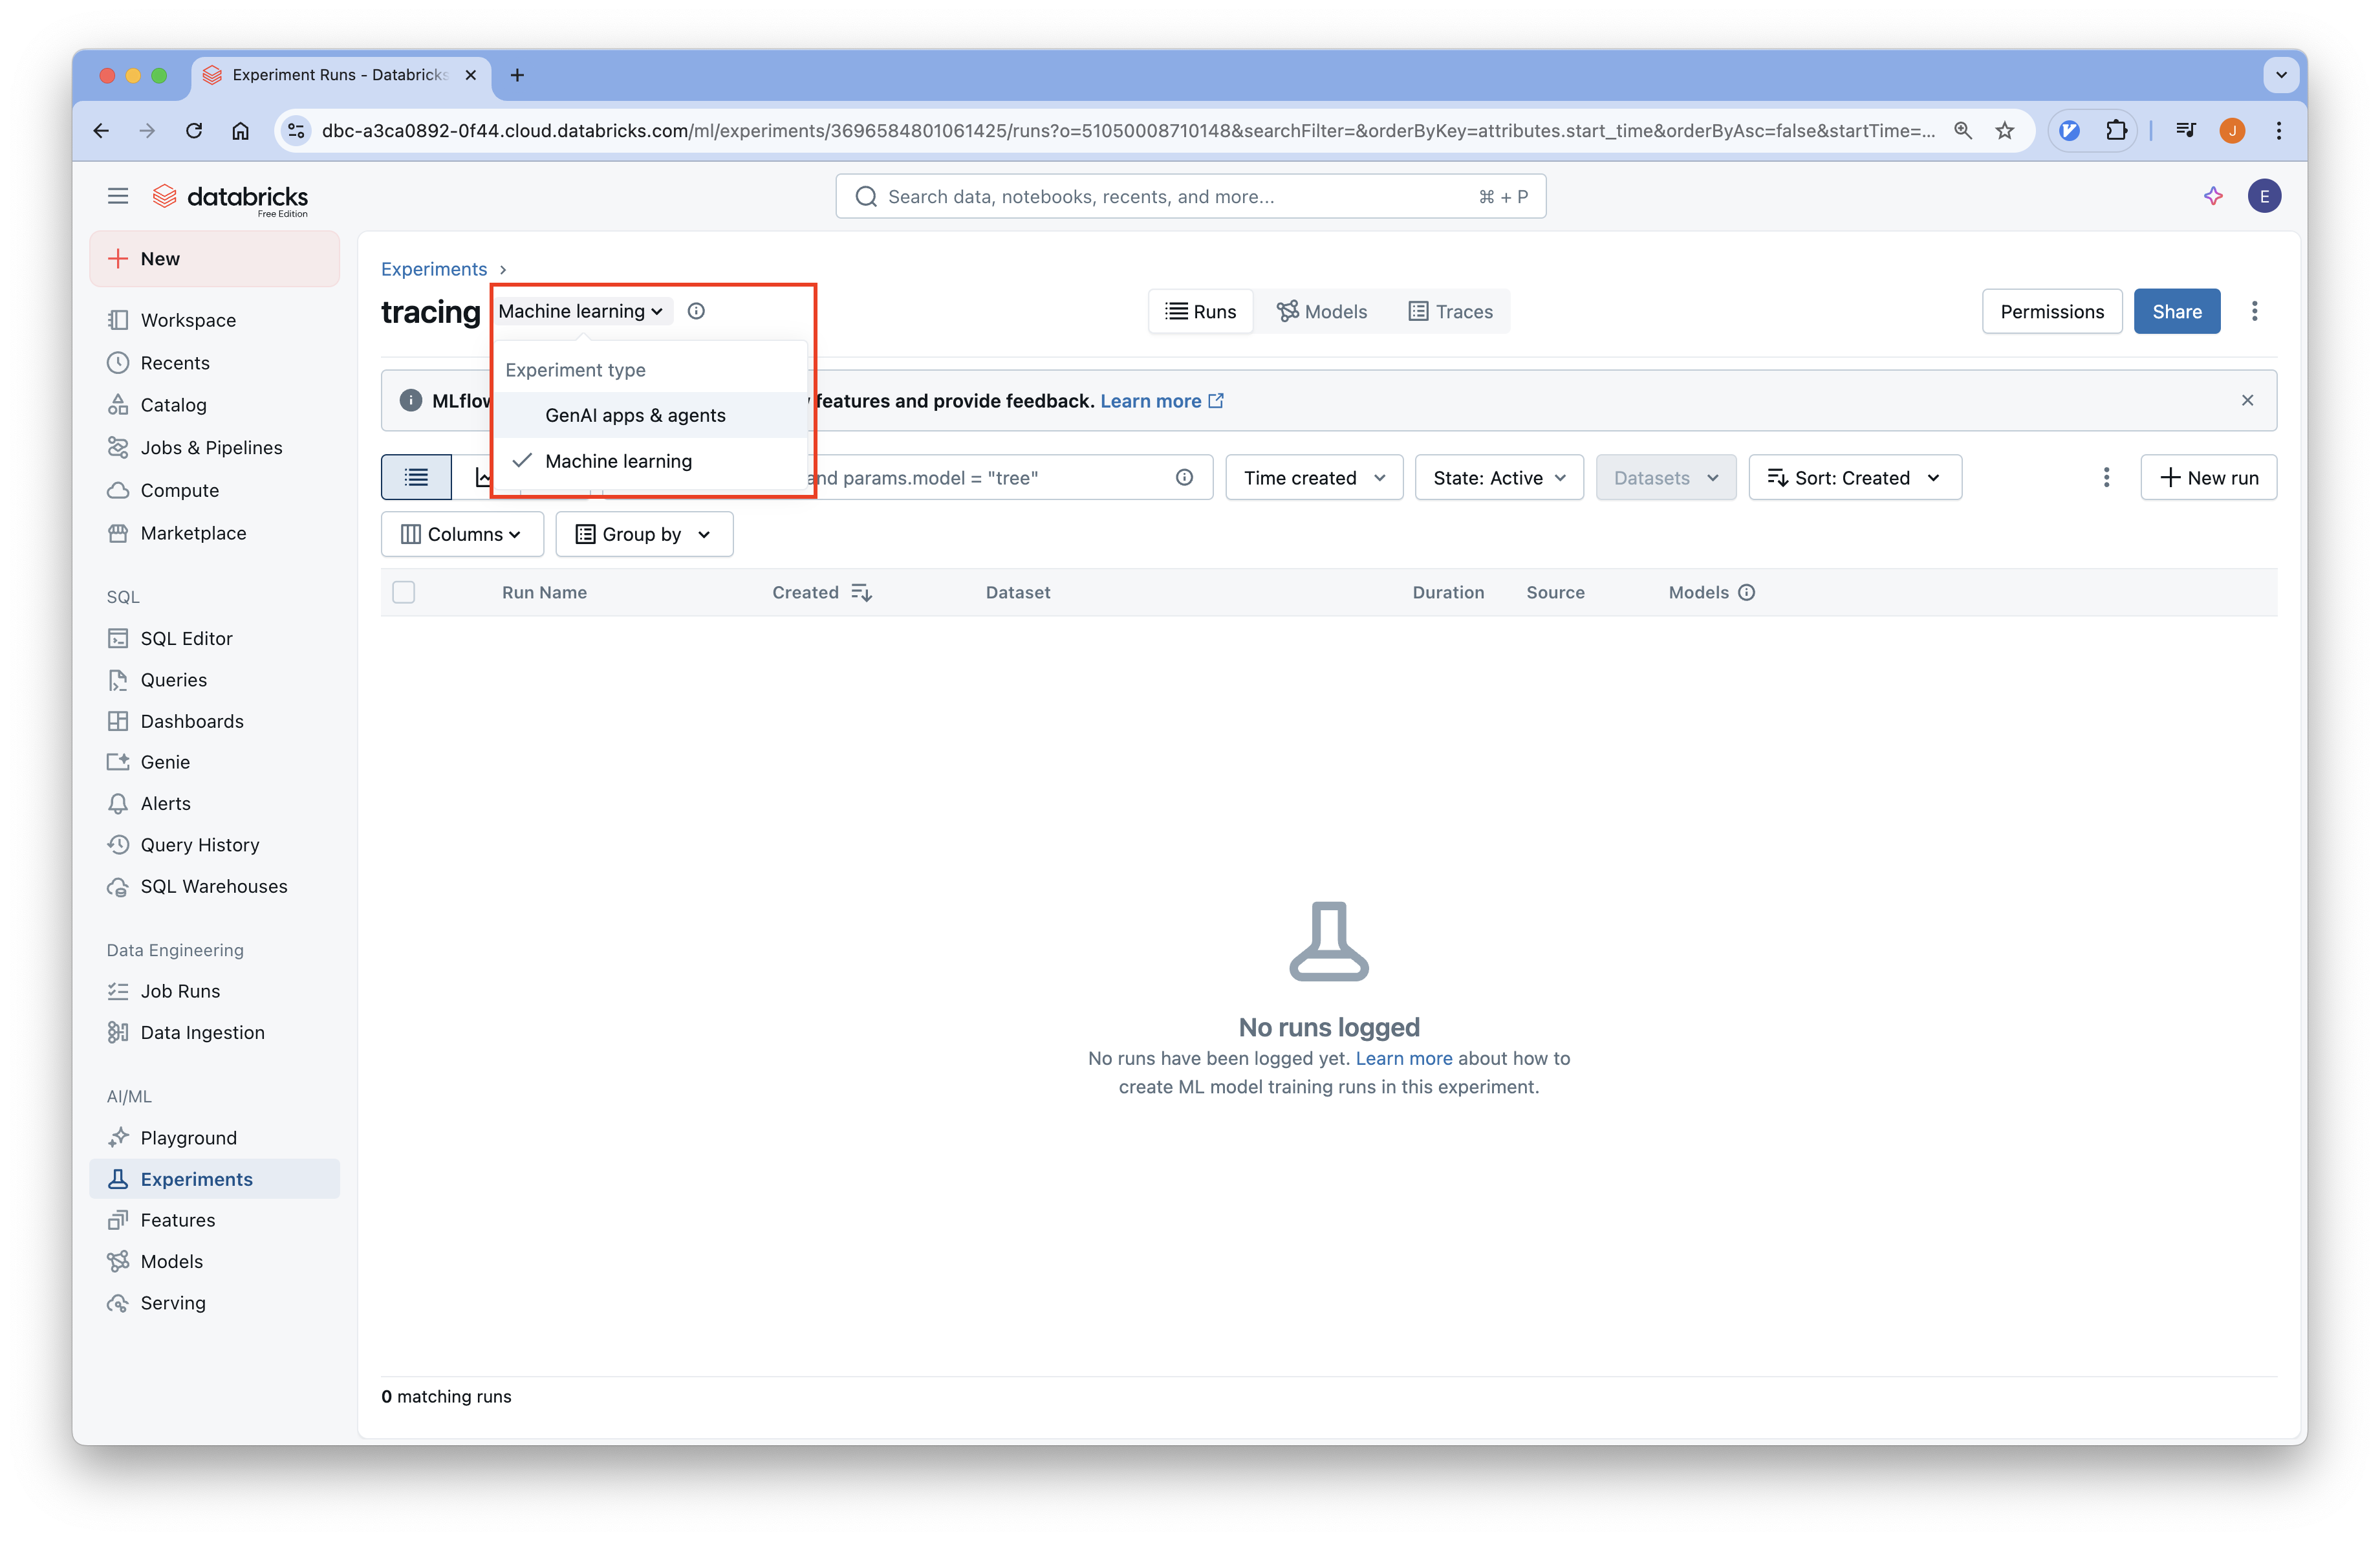 Experiment Runs - Databricks
dbc-a3ca0892-0f44.cloud.databricks.com/ml/experiments/3696584801061425/runs?o=51050008710148&searchFilter=&orderByKey=attributes.start_time&orderByAsc=false&startTime=...
J
databricks
Free Edition
Search data, notebooks, recents, and more...
⌘ + P
E
New
Workspace
Recents
Catalog
Jobs & Pipelines
Compute
Marketplace
SQL
SQL Editor
Queries
Dashboards
Genie
Alerts
Query History
SQL Warehouses
Data Engineering
Job Runs
Data Ingestion
AI/ML
Playground
Experiments
Features
Models
Serving
Experiments >
tracing Machine learning
Runs Models Traces
Permissions Share
Experiment type
GenAI apps & agents
Machine learning
MLflow features and provide feedback. Learn more
and params.model = "tree"
Time created
State: Active
Datasets
Sort: Created
New run
Columns
Group by
Run Name Created Dataset Duration Source Models
No runs logged
No runs have been logged yet. Learn more about how to
create ML model training runs in this experiment.
0 matching runs